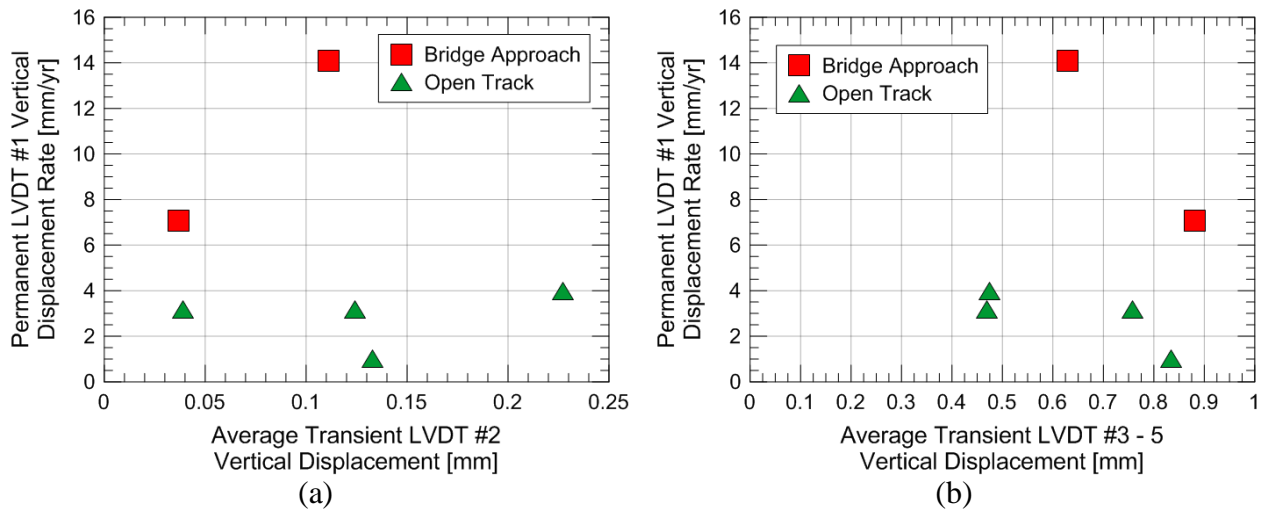 Permanent LVDT #1 Vertical
Displacement Rate [mm/yr]
16
14
12
10
8
6
4
2
0
Bridge Approach
Open Track
0 0.05 0.1 0.15 0.2 0.25
Average Transient LVDT #2
Vertical Displacement [mm]
(a)
Permanent LVDT #1 Vertical
Displacement Rate [mm/yr]
16
14
12
10
8
6
4
2
0
Bridge Approach
Open Track
0 0.1 0.2 0.3 0.4 0.5 0.6 0.7 0.8 0.9 1
Average Transient LVDT #3 - 5
Vertical Displacement [mm]
(b)